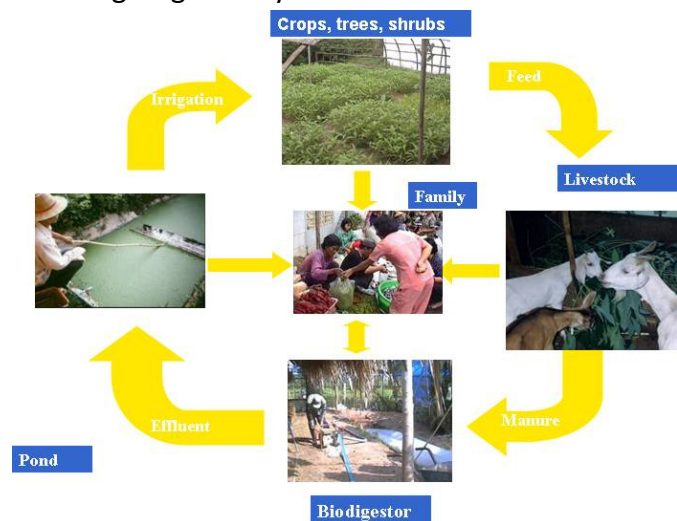 Crops, trees, shrubs
Irrigation
Feed
Livestock
Family
Effluent
Manure
Pond
Biodigestor